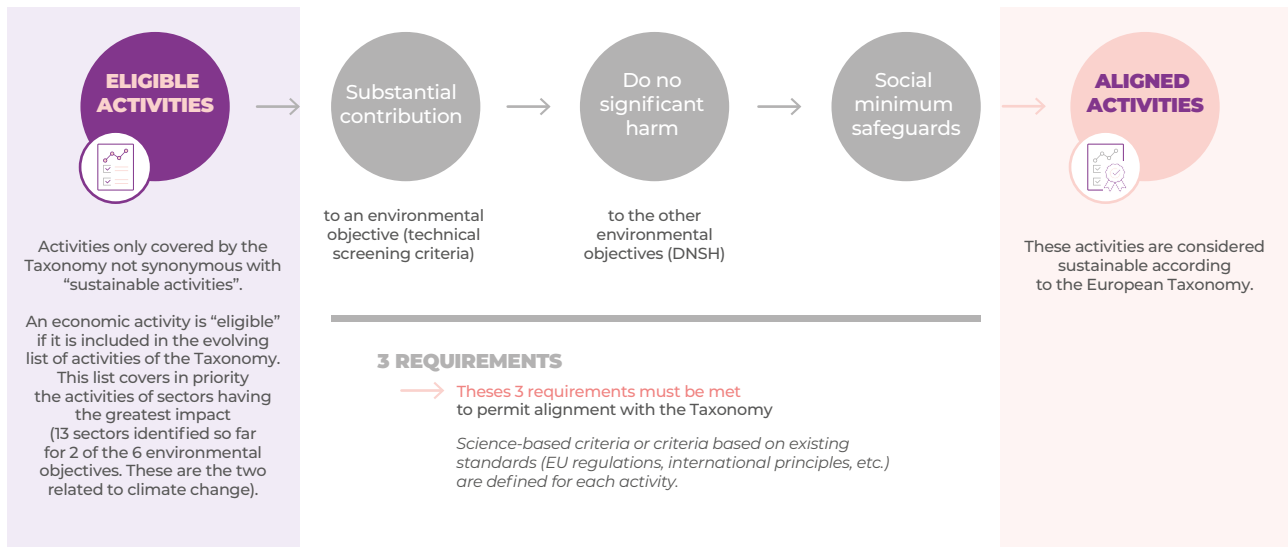 ELIGIBLE
ACTIVITIES
Activities only covered by the
Taxonomy not synonymous with
“sustainable activities”.
An economic activity is “eligible”
if it is included in the evolving
list of activities of the Taxonomy.
This list covers in priority
the activities of sectors having
the greatest impact
(13 sectors identified so far
for 2 of the 6 environmental
objectives. These are the two
related to climate change).
Substantial
contribution
to an environmental
objective (technical
screening criteria)
Do no
significant
harm
to the other
environmental
objectives (DNSH)
Social
minimum
safeguards
3 REQUIREMENTS
Theses 3 requirements must be met
to permit alignment with the Taxonomy
Science-based criteria or criteria based on existing
standards (EU regulations, international principles, etc.)
are defined for each activity.
ALIGNED
ACTIVITIES
These activities are considered
sustainable according
to the European Taxonomy.